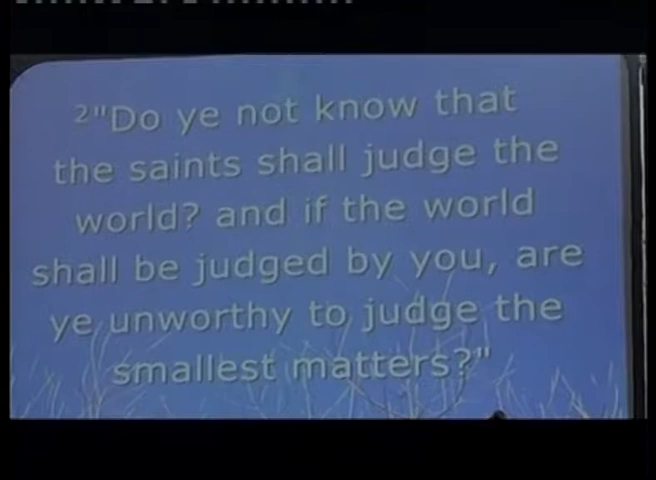 2"Do ye not know that
the saints shall judge the
world? and if the world
shall be judged by you, are
ye unworthy to judge the
smallest matters?"